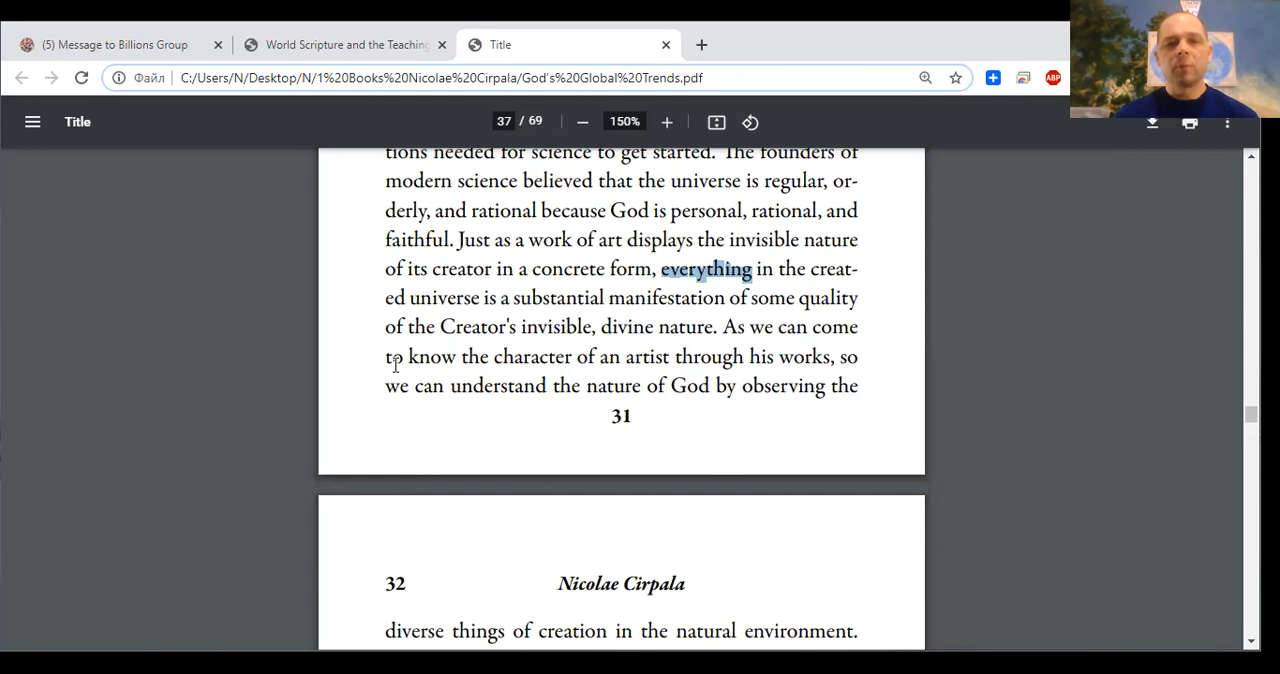 (5) Message to Billions Group
World Scripture and the Teaching
Title
Файл
C:/Users/N/Desktop/N/1%20Books%20Nicolae%20Cirpala/God's%20Global%20Trends.pdf
ABP
Title
37 / 69
150%
tions needed for science to get started. The founders of
modern science believed that the universe is regular, or-
derly, and rational because God is personal, rational, and
faithful. Just as a work of art displays the invisible nature
of its creator in a concrete form, everything in the creat-
ed universe is a substantial manifestation of some quality
of the Creator's invisible, divine nature. As we can come
to know the character of an artist through his works, so
we can understand the nature of God by observing the
31
32
Nicolae Cirpala
diverse things of creation in the natural environment.